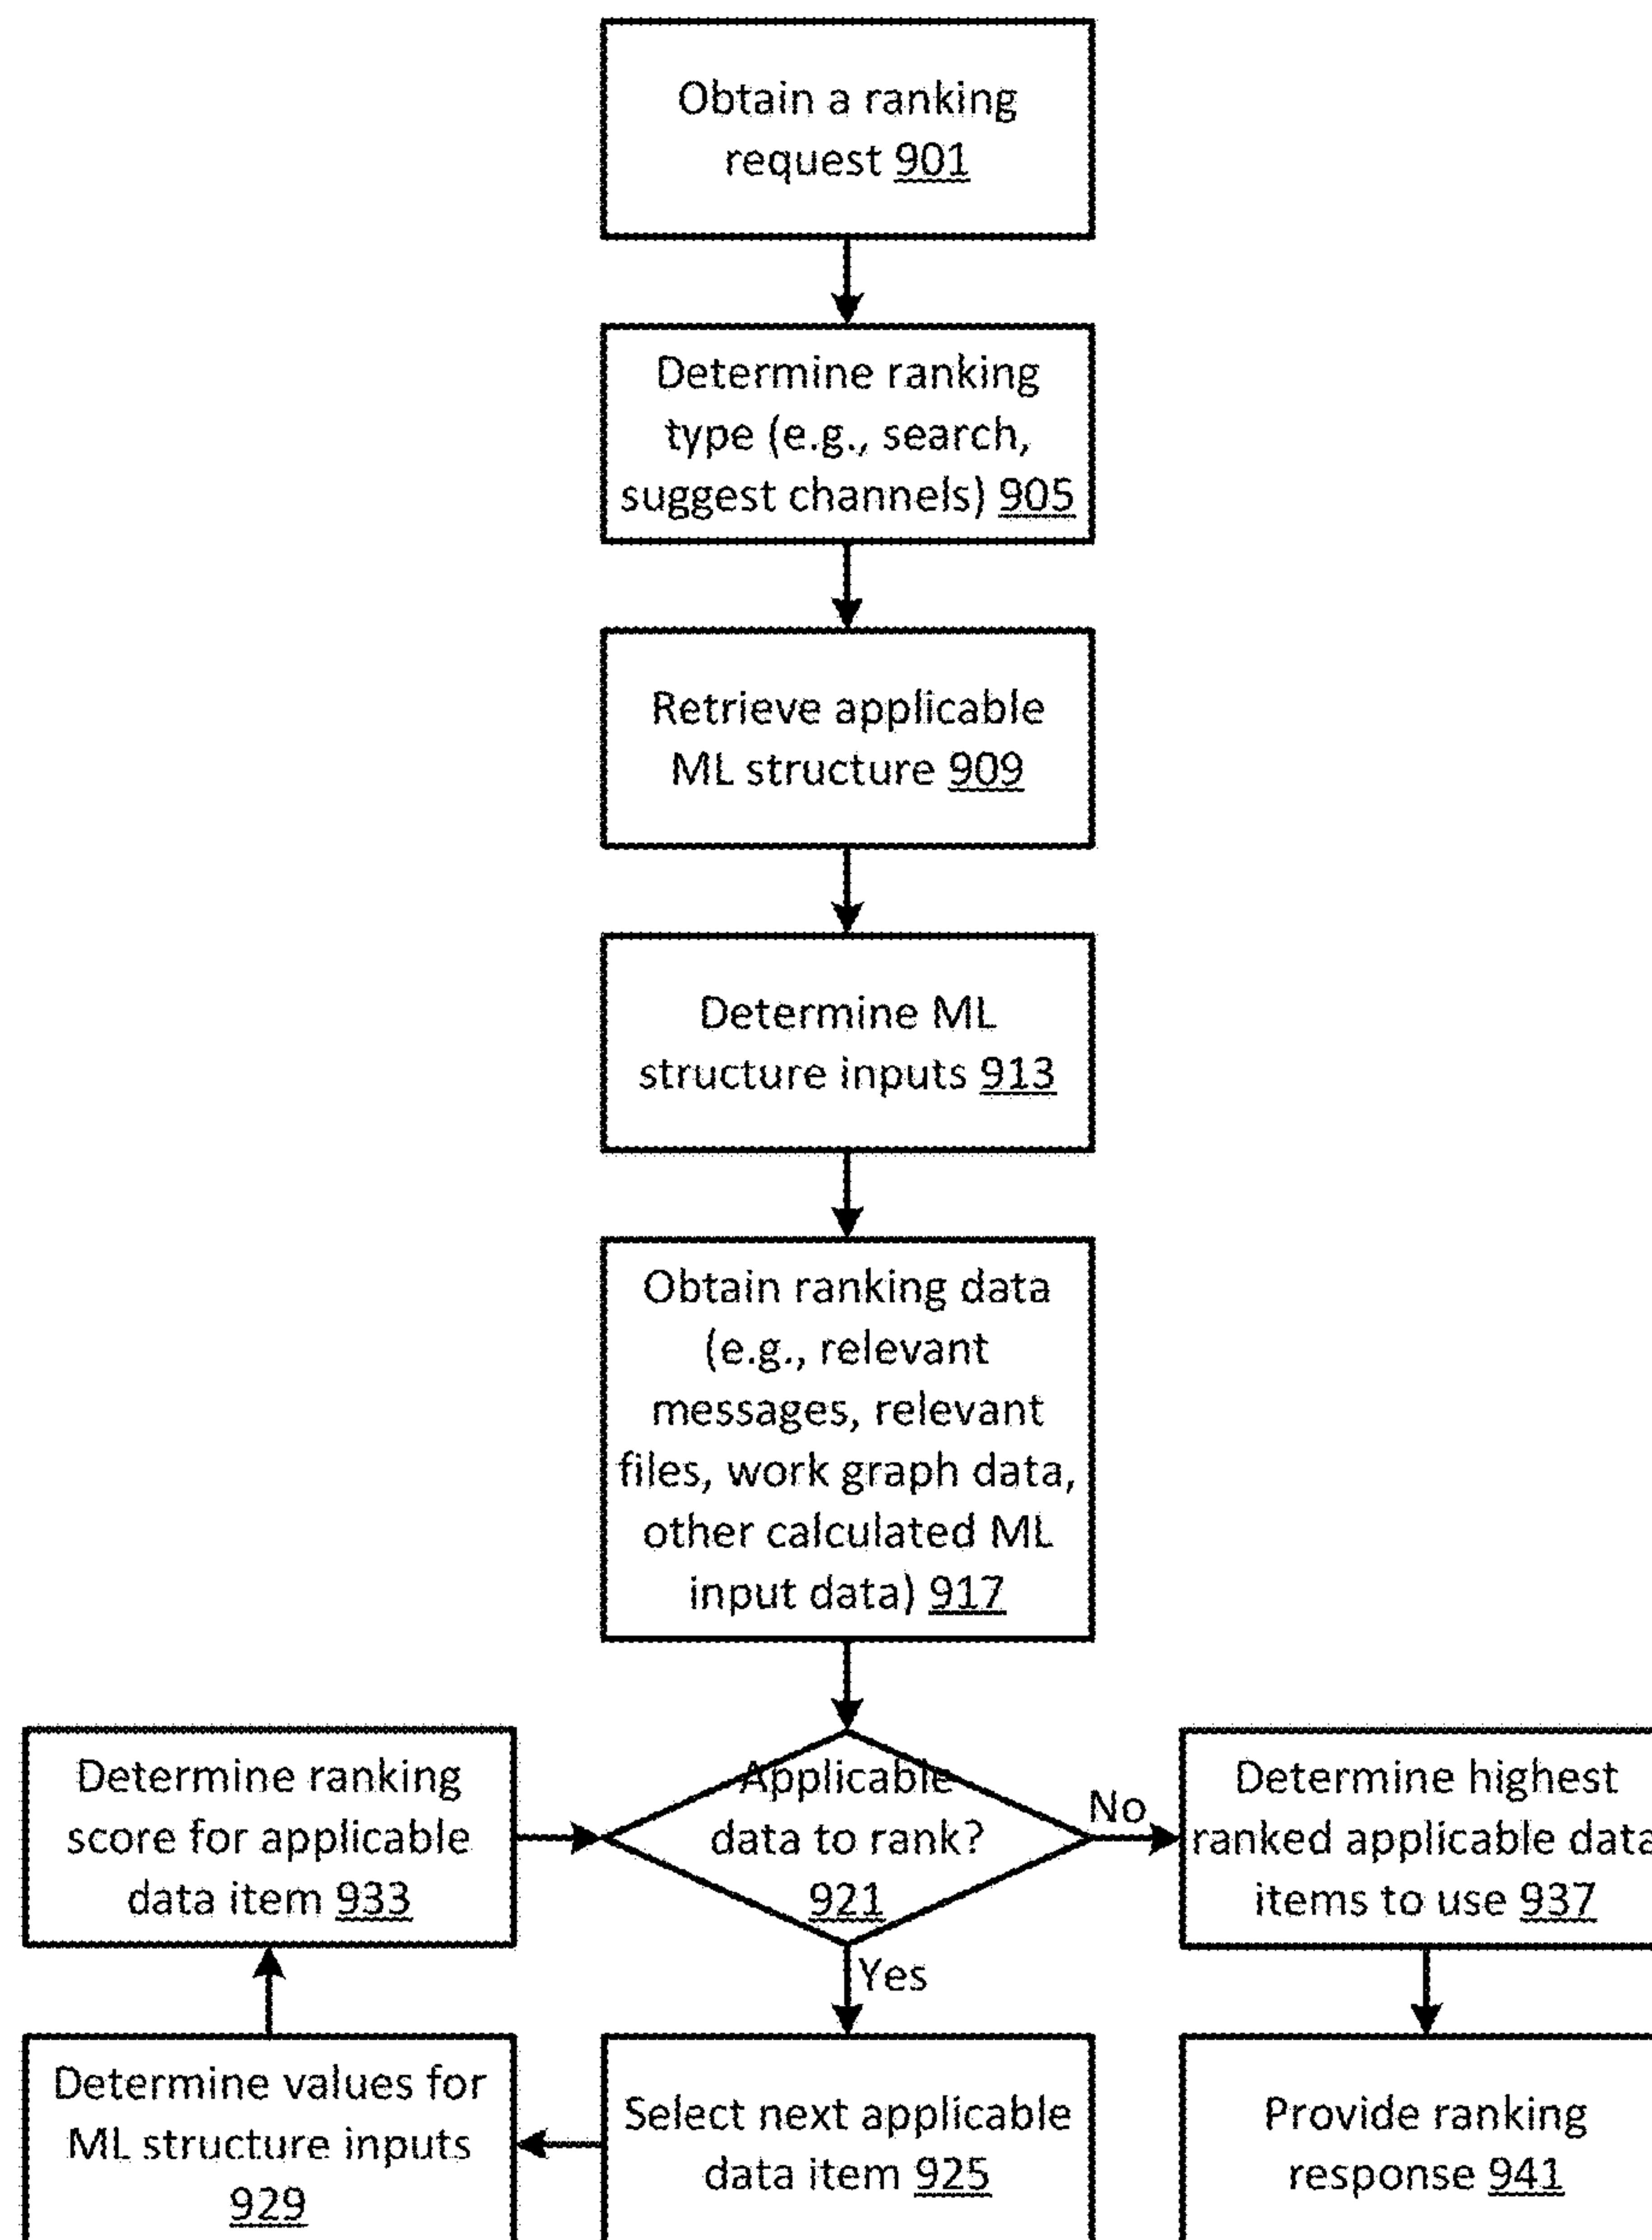 Obtain a ranking
request 901
Determine ranking
type (e.g., search,
suggest channels) 905
Retrieve applicable
ML structure 909
Determine ML
structure inputs 913
Obtain ranking data
(e.g., relevant
messages, relevant
files, work graph data,
other calculated ML
input data) 917
Applicable
data to rank?
921
No
Yes
Select next applicable
data item 925
Determine values for
ML structure inputs
929
Determine ranking
score for applicable
data item 933
Determine highest
ranked applicable data
items to use 937
Provide ranking
response 941